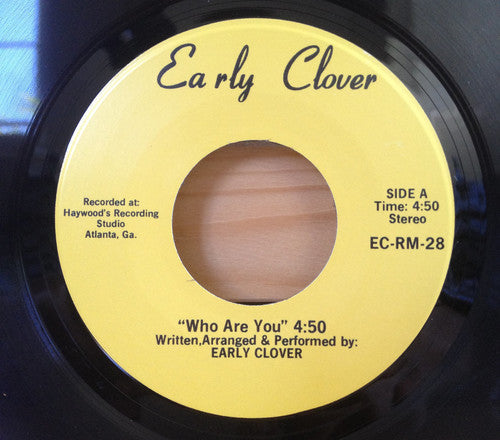 Early Clover
Recorded at:
Haywood's Recording
Studio
Atlanta, Ga.
SIDE A
Time: 4:50
Stereo
EC-RM-28
"Who Are You" 4:50
Written,Arranged & Performed by:
EARLY CLOVER